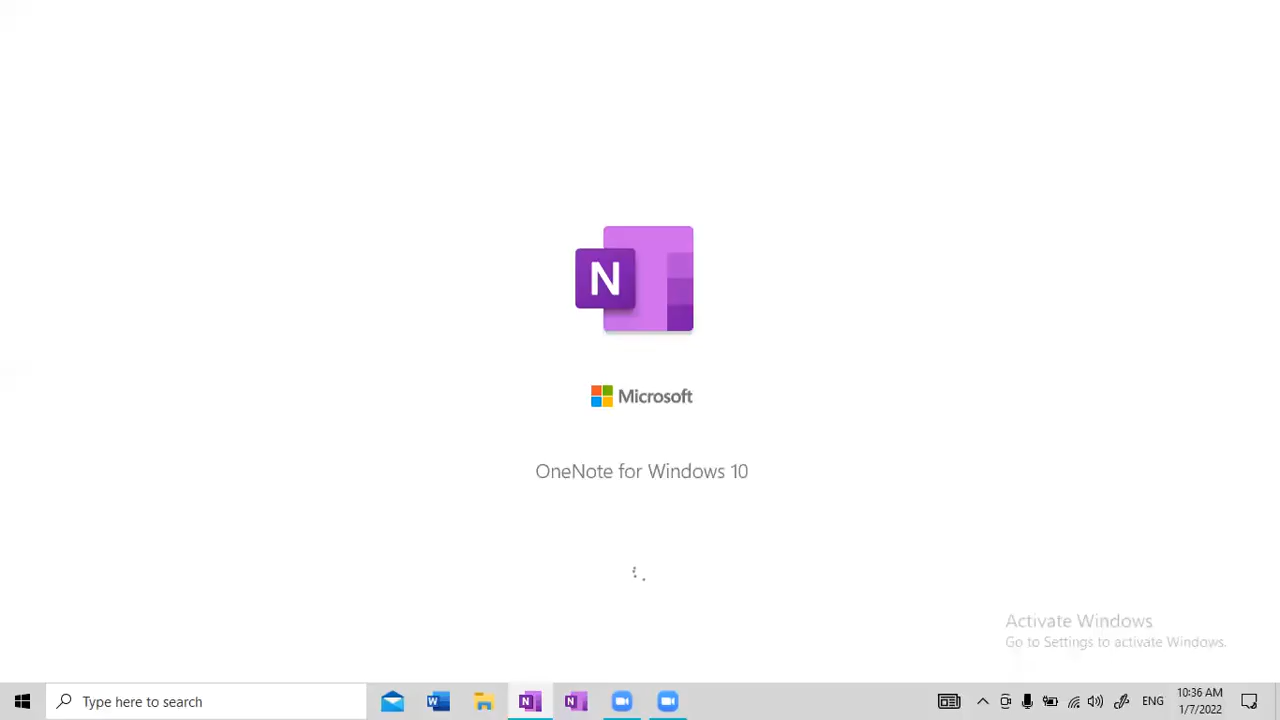 N
Microsoft
OneNote for Windows 10
Activate Windows
Go to Settings to activate Windows.
Type here to search
W
N
N
ENG
10:36 AM
1/7/2022